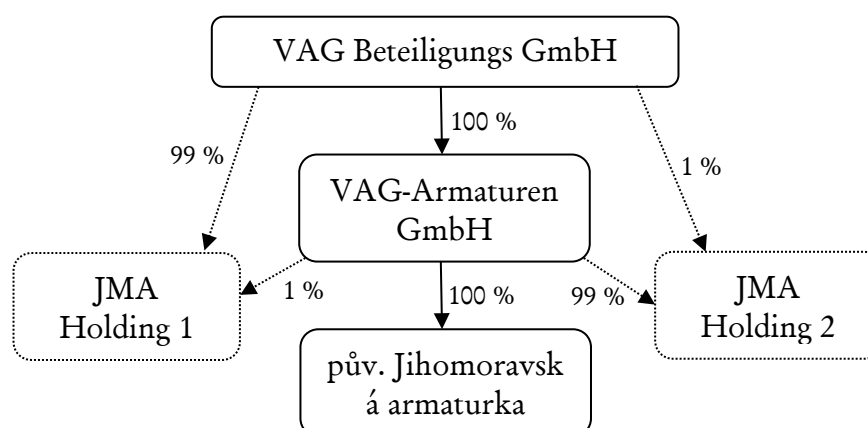 VAG Beteiligungs GmbH
99 %
100 %
1 %
VAG-Armaturen
GmbH
JMA
Holding 1
1 %
100 %
99 %
JMA
Holding 2
pův. Jihomoravsk
á armaturka